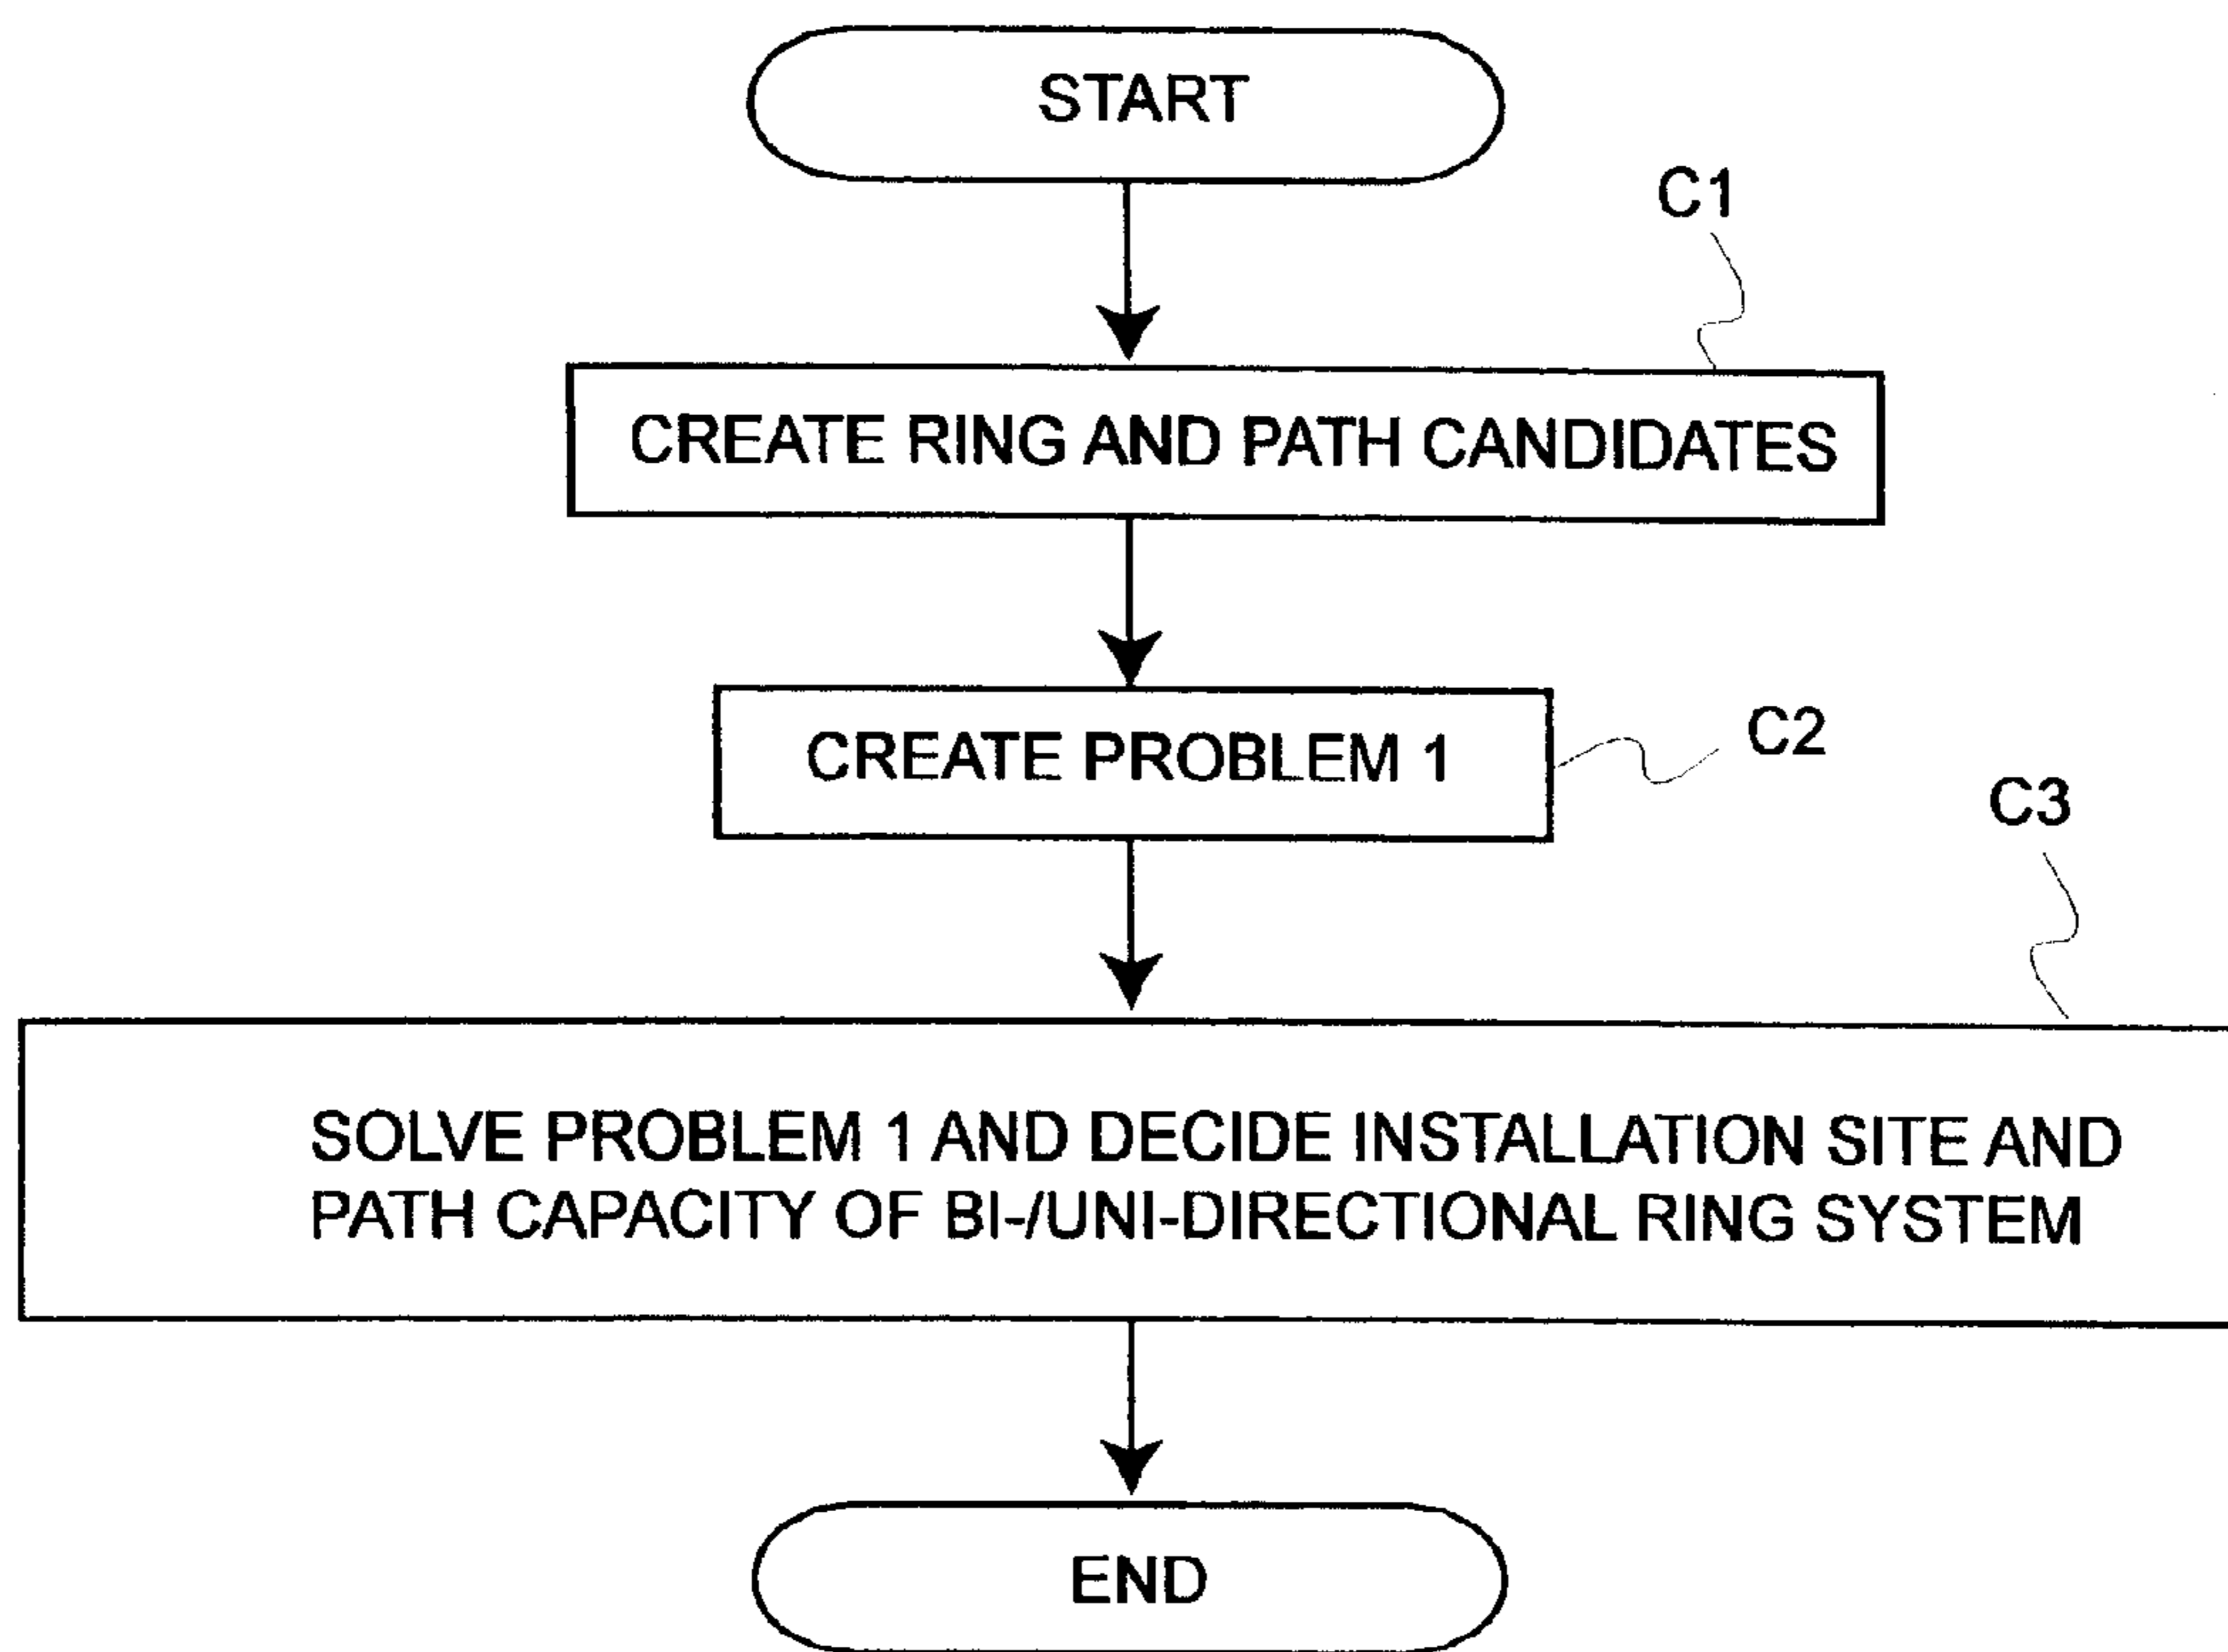 START
C1
CREATE RING AND PATH CANDIDATES
CREATE PROBLEM 1
C2
C3
SOLVE PROBLEM 1 AND DECIDE INSTALLATION SITE AND
PATH CAPACITY OF BI-/UNI-DIRECTIONAL RING SYSTEM
END